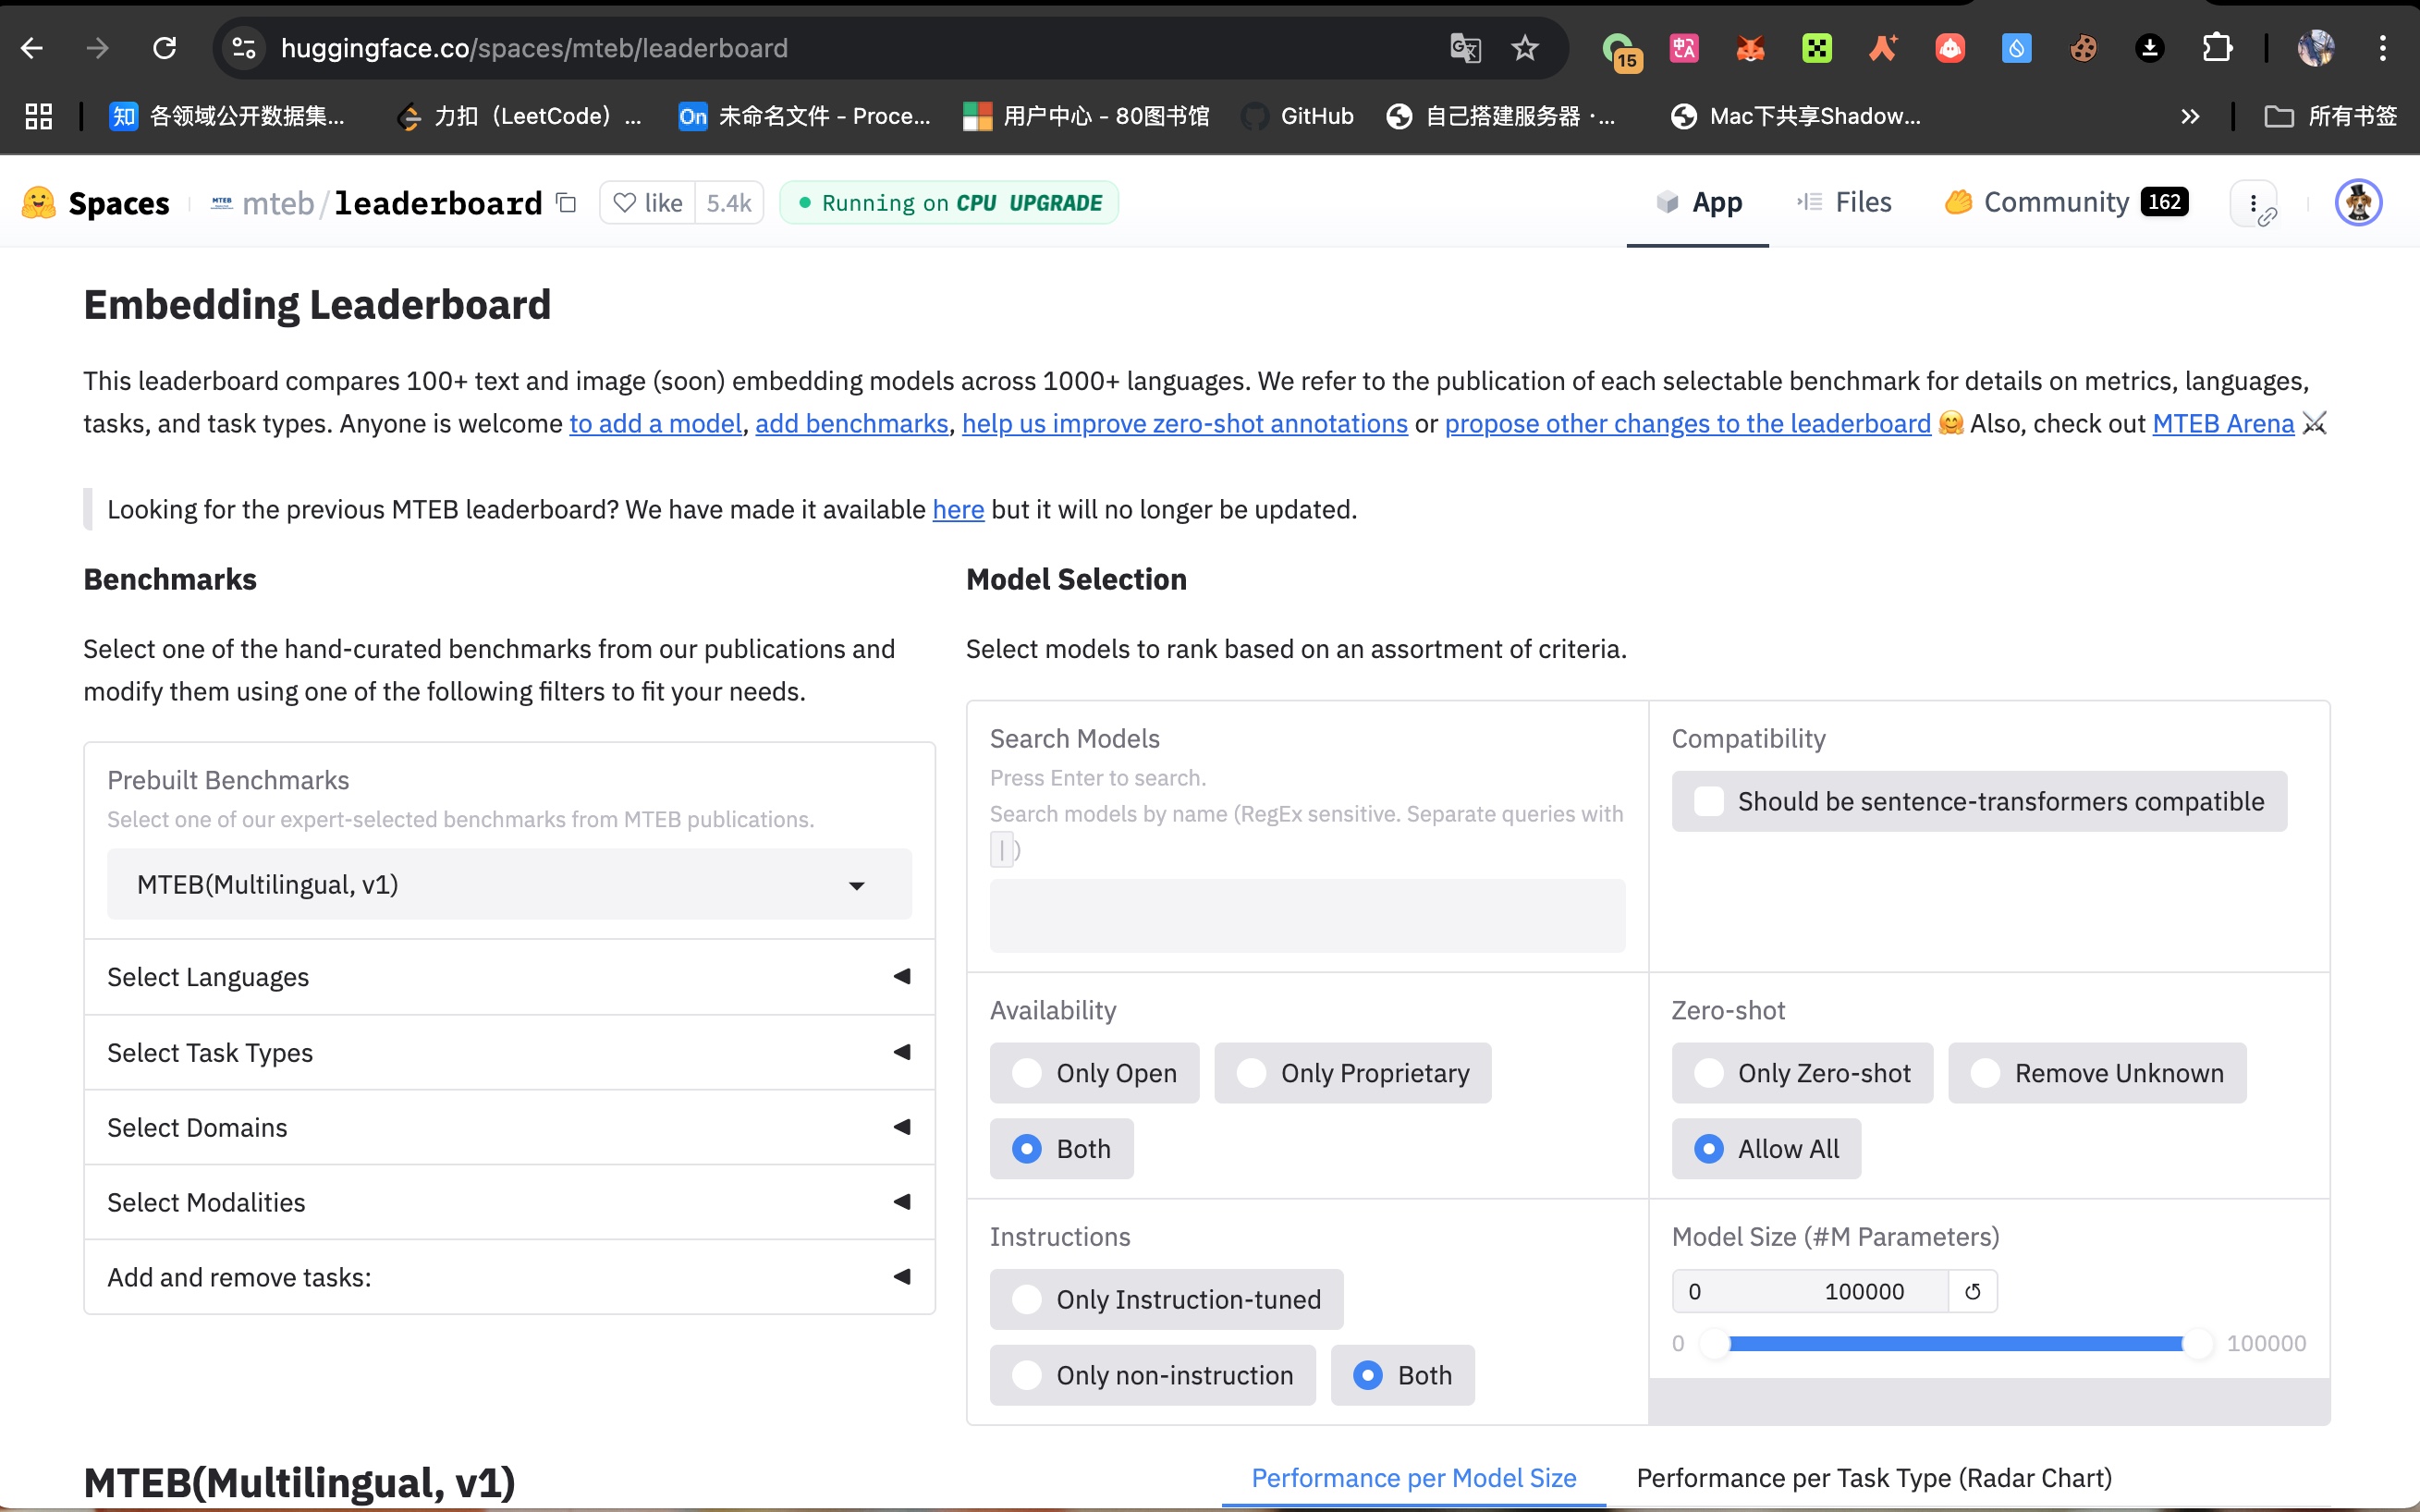 huggingface.co/spaces/mteb/leaderboard
15
知 各领域公开数据集...
力扣（LeetCode）...
On 未命名文件 - Proce...
用户中心 - 80图书馆
GitHub
自己搭建服务器 ·...
Mac下共享Shadow...
所有书签
Spaces
MTEB mteb/leaderboard
like 5.4k
Running on CPU UPGRADE
App
Files
Community 162
Embedding Leaderboard
This leaderboard compares 100+ text and image (soon) embedding models across 1000+ languages. We refer to the publication of each selectable benchmark for details on metrics, languages,
tasks, and task types. Anyone is welcome to add a model, add benchmarks, help us improve zero-shot annotations or propose other changes to the leaderboard 🤗 Also, check out MTEB Arena ⚔
Looking for the previous MTEB leaderboard? We have made it available here but it will no longer be updated.
Benchmarks
Select one of the hand-curated benchmarks from our publications and
modify them using one of the following filters to fit your needs.
Prebuilt Benchmarks
Select one of our expert-selected benchmarks from MTEB publications.
MTEB(Multilingual, v1)
Select Languages
Select Task Types
Select Domains
Select Modalities
Add and remove tasks:
Model Selection
Select models to rank based on an assortment of criteria.
Search Models
Press Enter to search.
Search models by name (RegEx sensitive. Separate queries with
|)
Compatibility
Should be sentence-transformers compatible
Availability
Only Open
Only Proprietary
Both
Zero-shot
Only Zero-shot
Remove Unknown
Allow All
Instructions
Only Instruction-tuned
Only non-instruction
Both
Model Size (#M Parameters)
0 100000
0 100000
MTEB(Multilingual, v1)
Performance per Model Size
Performance per Task Type (Radar Chart)